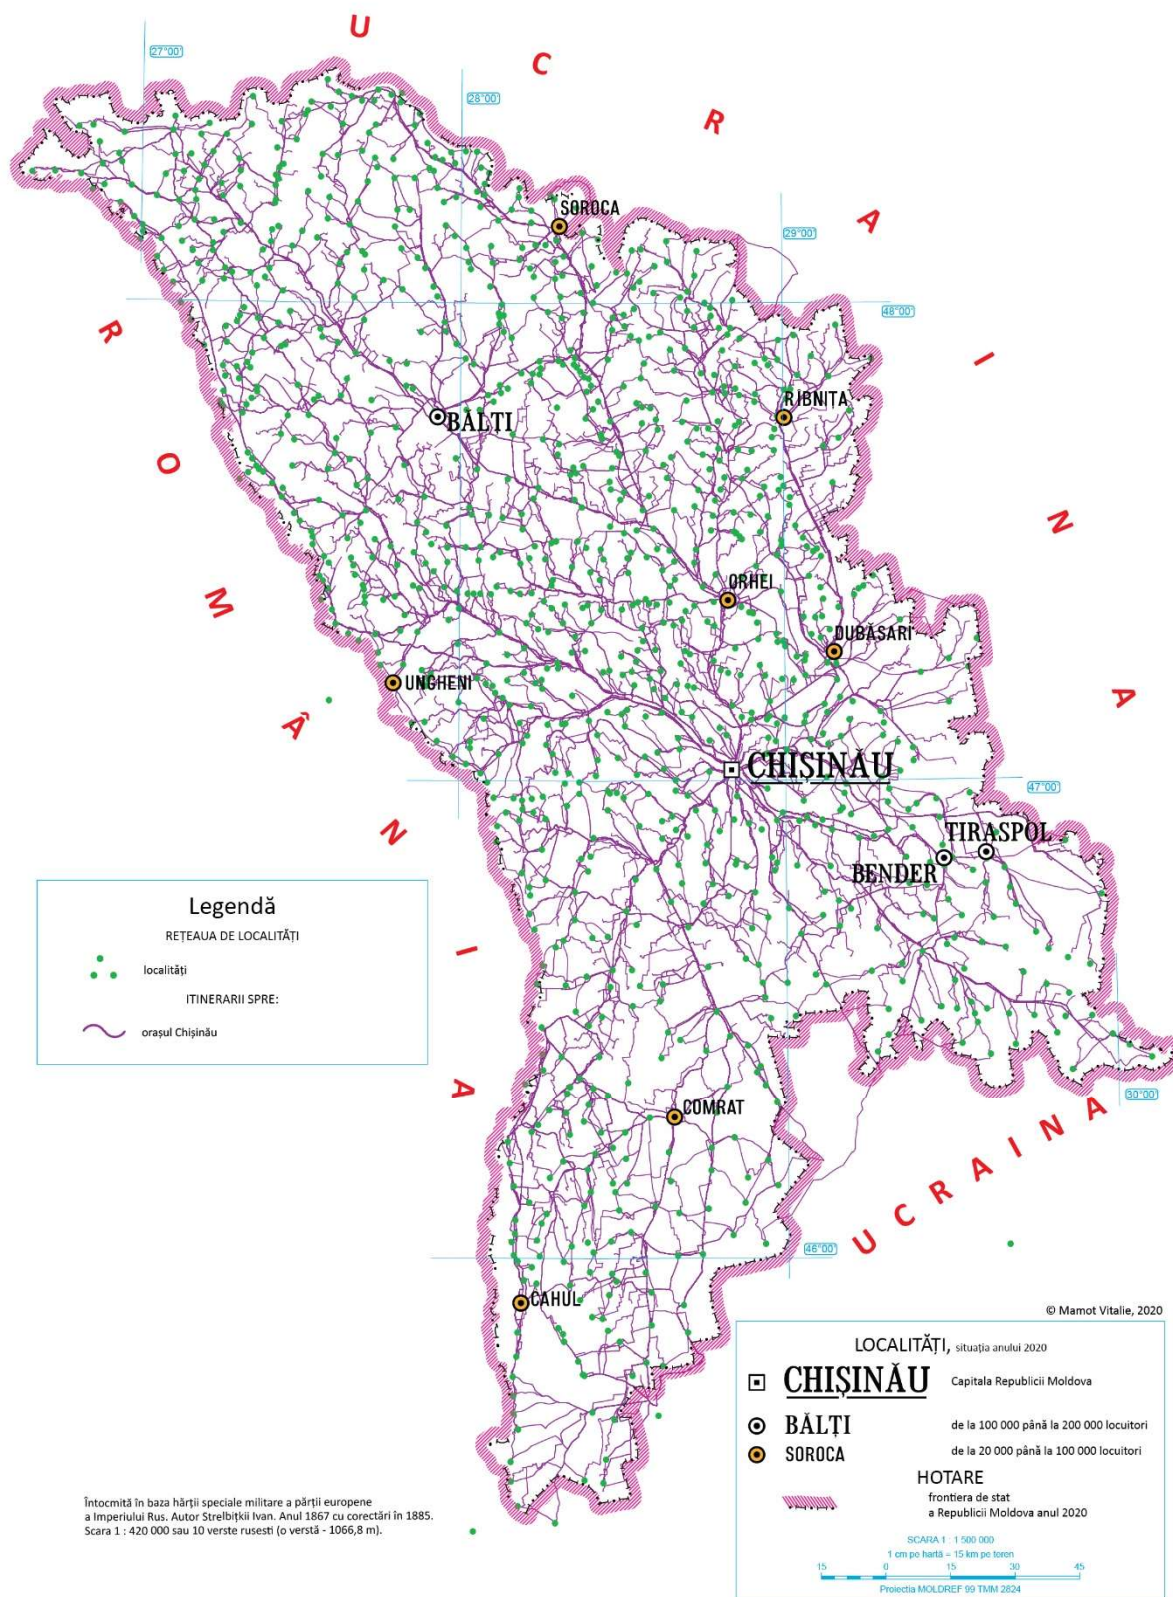 UCRAINA
27°00'
28°00'
SOROCA
29°00'
48°00'
ROMÂNIA
RÎBNIȚA
BĂLȚI
ORHEI
DUBĂSARI
UNGHENI
CHIȘINĂU
47°00'
TIRASPOL
BENDER
Legendă
REȚEAUA DE LOCALITĂȚI
localități
ITINERARII SPRE:
orașul Chișinău
30°00'
COMRAT
UCRAINA
46°00'
CAHUL
© Mamot Vitalie, 2020
LOCALITĂȚI, situația anului 2020
CHIȘINĂU Capitala Republicii Moldova
BĂLȚI de la 100 000 până la 200 000 locuitori
SOROCA de la 20 000 până la 100 000 locuitori
HOTARE
frontiera de stat
a Republicii Moldova anul 2020
Întocmită în baza hărții speciale militare a părții europene
a Imperiului Rus. Autor Strelbițkii Ivan. Anul 1867 cu corectări în 1885.
Scara 1 : 420 000 sau 10 verste rusești (o verstă - 1066,8 m).
SCARA 1 : 1 500 000
1 cm pe hartă = 15 km pe teren
15 0 15 30 45
Proiectia MOLDREF 99 TMM 2824